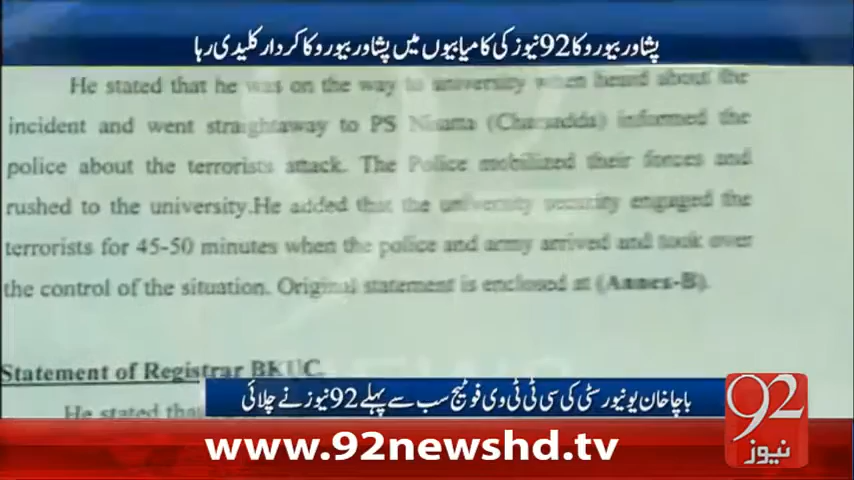 پشاور بیورو کا 92 نیوز کی کامیابیوں میں پشاور بیورو کا کردار کلیدی رہا
He stated that he was on the way to university when heard about the
incident and went straightaway to PS Nisatta (Charsadda) informed the
police about the terrorists attack. The Police mobilized their forces and
rushed to the university.He added that the university security engaged the
terrorists for 45-50 minutes when the police and army arrived and took over
the control of the situation. Original statement is enclosed at (Annex-B).
Statement of Registrar BKUC.
He stated that
باچا خان یونیورسٹی کی سی ٹی ٹی وی فوٹیج سب سے پہلے 92 نیوز نے چلائی
92
نیوز
www.92newshd.tv